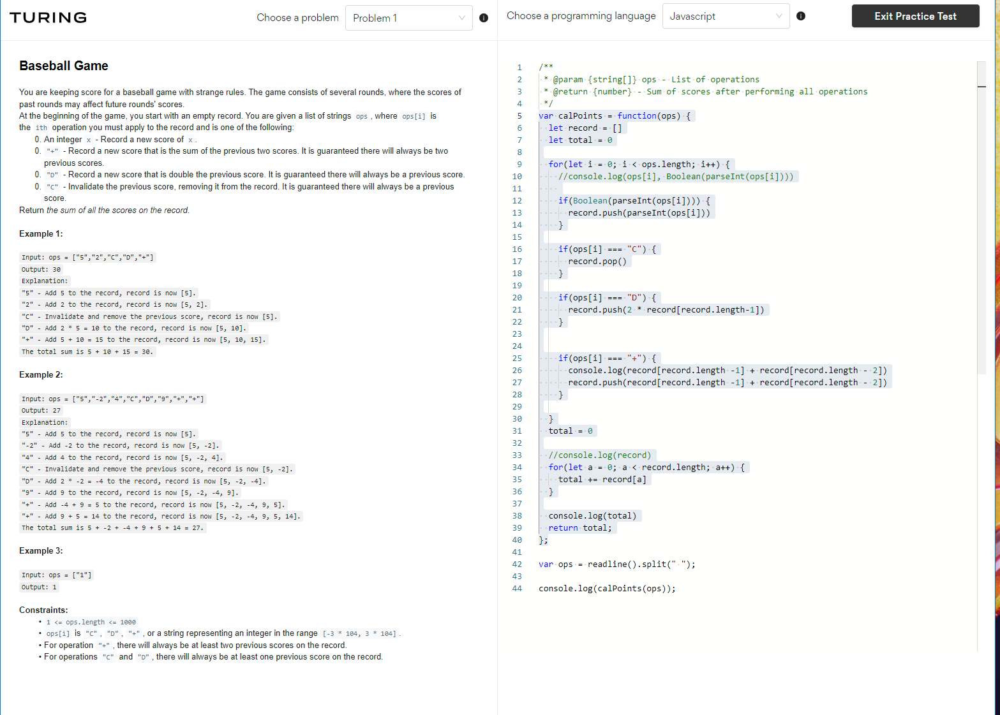 TURING
Choose a problem
Problem 1
Choose a programming language
Javascript
Exit Practice Test
Baseball Game
You are keeping score for a baseball game with strange rules. The game consists of several rounds, where the scores of
past rounds may affect future rounds' scores.
At the beginning of the game, you start with an empty record. You are given a list of strings ops , where ops[i] is
the ith operation you must apply to the record and is one of the following:
0. An integer x - Record a new score of x .
0. "+" - Record a new score that is the sum of the previous two scores. It is guaranteed there will always be two
previous scores.
0. "D" - Record a new score that is double the previous score. It is guaranteed there will always be a previous score.
0. "C" - Invalidate the previous score, removing it from the record. It is guaranteed there will always be a previous
score.
Return the sum of all the scores on the record.
Example 1:
Input: ops = ["5","2","C","D","+"]
Output: 30
Explanation:
"5" - Add 5 to the record, record is now [5].
"2" - Add 2 to the record, record is now [5, 2].
"C" - Invalidate and remove the previous score, record is now [5].
"D" - Add 2 * 5 = 10 to the record, record is now [5, 10].
"+" - Add 5 + 10 = 15 to the record, record is now [5, 10, 15].
The total sum is 5 + 10 + 15 = 30.
Example 2:
Input: ops = ["5","-2","4","C","D","9","+","+"]
Output: 27
Explanation:
"5" - Add 5 to the record, record is now [5].
"-2" - Add -2 to the record, record is now [5, -2].
"4" - Add 4 to the record, record is now [5, -2, 4].
"C" - Invalidate and remove the previous score, record is now [5, -2].
"D" - Add 2 * -2 = -4 to the record, record is now [5, -2, -4].
"9" - Add 9 to the record, record is now [5, -2, -4, 9].
"+" - Add -4 + 9 = 5 to the record, record is now [5, -2, -4, 9, 5].
"+" - Add 9 + 5 = 14 to the record, record is now [5, -2, -4, 9, 5, 14].
The total sum is 5 + -2 + -4 + 9 + 5 + 14 = 27.
Example 3:
Input: ops = ["1"]
Output: 1
Constraints:
• 1 <= ops.length <= 1000
• ops[i] is "C" , "D" , "+" , or a string representing an integer in the range [-3 * 104, 3 * 104] .
• For operation "+" , there will always be at least two previous scores on the record.
• For operations "C" and "D" , there will always be at least one previous score on the record.
1 /**
2  * @param {string[]} ops - List of operations
3  * @return {number} - Sum of scores after performing all operations
4  */
5 var calPoints = function(ops) {
6   let record = []
7   let total = 0
8
9   for(let i = 0; i < ops.length; i++) {
10     //console.log(ops[i], Boolean(parseInt(ops[i])))
11
12     if(Boolean(parseInt(ops[i]))) {
13       record.push(parseInt(ops[i]))
14     }
15
16     if(ops[i] === "C") {
17       record.pop()
18     }
19
20     if(ops[i] === "D") {
21       record.push(2 * record[record.length-1])
22     }
23
24
25     if(ops[i] === "+") {
26       console.log(record[record.length -1] + record[record.length - 2])
27       record.push(record[record.length -1] + record[record.length - 2])
28     }
29
30   }
31   total = 0
32
33   //console.log(record)
34   for(let a = 0; a < record.length; a++) {
35     total += record[a]
36   }
37
38   console.log(total)
39   return total;
40 };
41
42 var ops = readline().split(" ");
43
44 console.log(calPoints(ops));